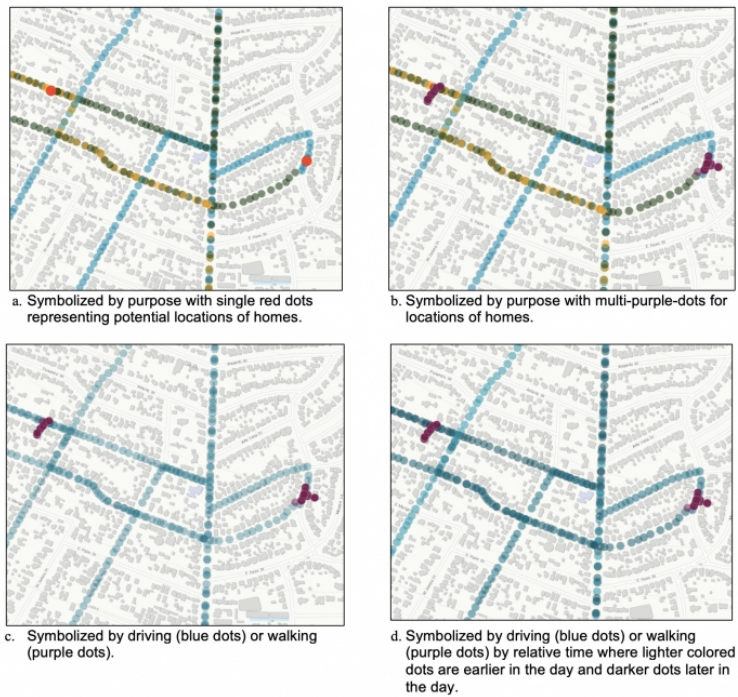 a. Symbolized by purpose with single red dots
representing potential locations of homes.
b. Symbolized by purpose with multi-purple-dots for
locations of homes.
c. Symbolized by driving (blue dots) or walking
(purple dots).
d. Symbolized by driving (blue dots) or walking
(purple dots) by relative time where lighter colored
dots are earlier in the day and darker dots later in
the day.